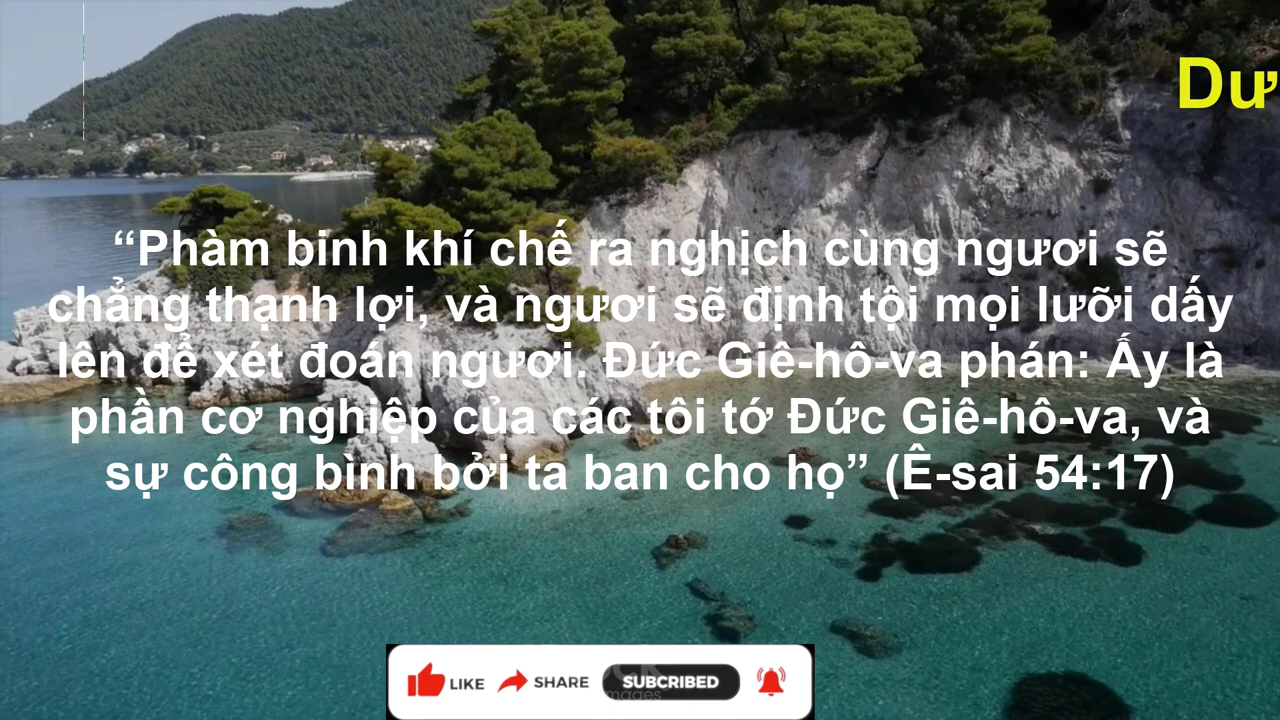 Dư
“Phàm binh khí chế ra nghịch cùng ngươi sẽ
chẳng thạnh lợi, và ngươi sẽ định tội mọi lưỡi dấy
lên để xét đoán ngươi. Đức Giê-hô-va phán: Ấy là
phần cơ nghiệp của các tôi tớ Đức Giê-hô-va, và
sự công bình bởi ta ban cho họ” (Ê-sai 54:17)
LIKE SHARE SUBCRIBED